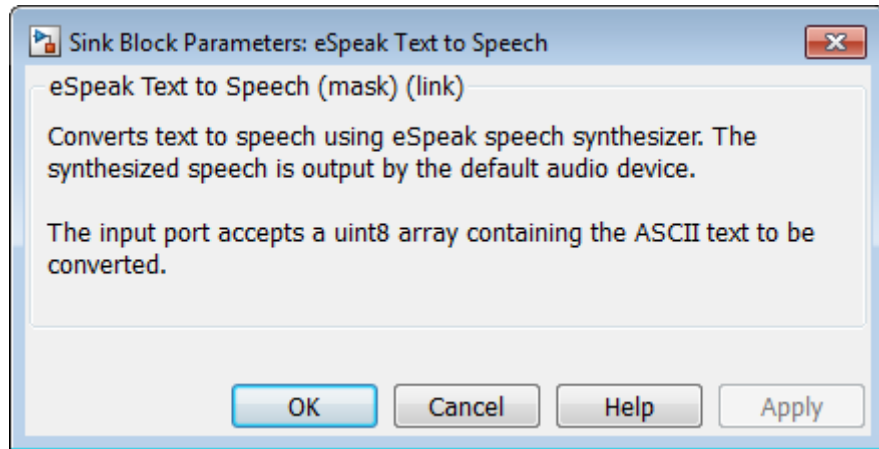 Sink Block Parameters: eSpeak Text to Speech
eSpeak Text to Speech (mask) (link)
Converts text to speech using eSpeak speech synthesizer. The
synthesized speech is output by the default audio device.
The input port accepts a uint8 array containing the ASCII text to be
converted.
OK Cancel Help Apply